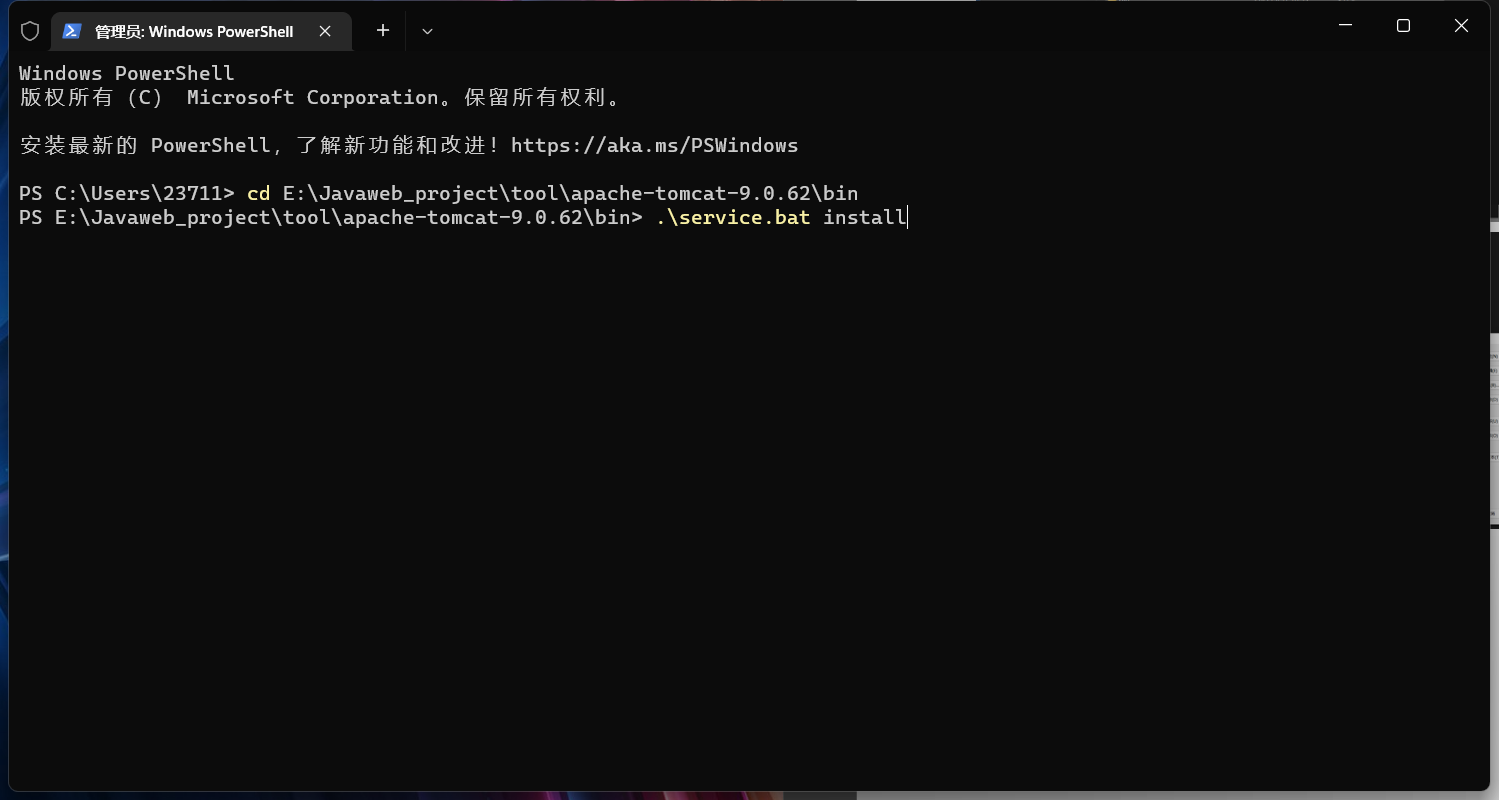 管理员: Windows PowerShell
Windows PowerShell
版权所有 (C) Microsoft Corporation。保留所有权利。
安装最新的 PowerShell，了解新功能和改进！https://aka.ms/PSWindows
PS C:\Users\23711> cd E:\Javaweb_project\tool\apache-tomcat-9.0.62\bin
PS E:\Javaweb_project\tool\apache-tomcat-9.0.62\bin> .\service.bat install